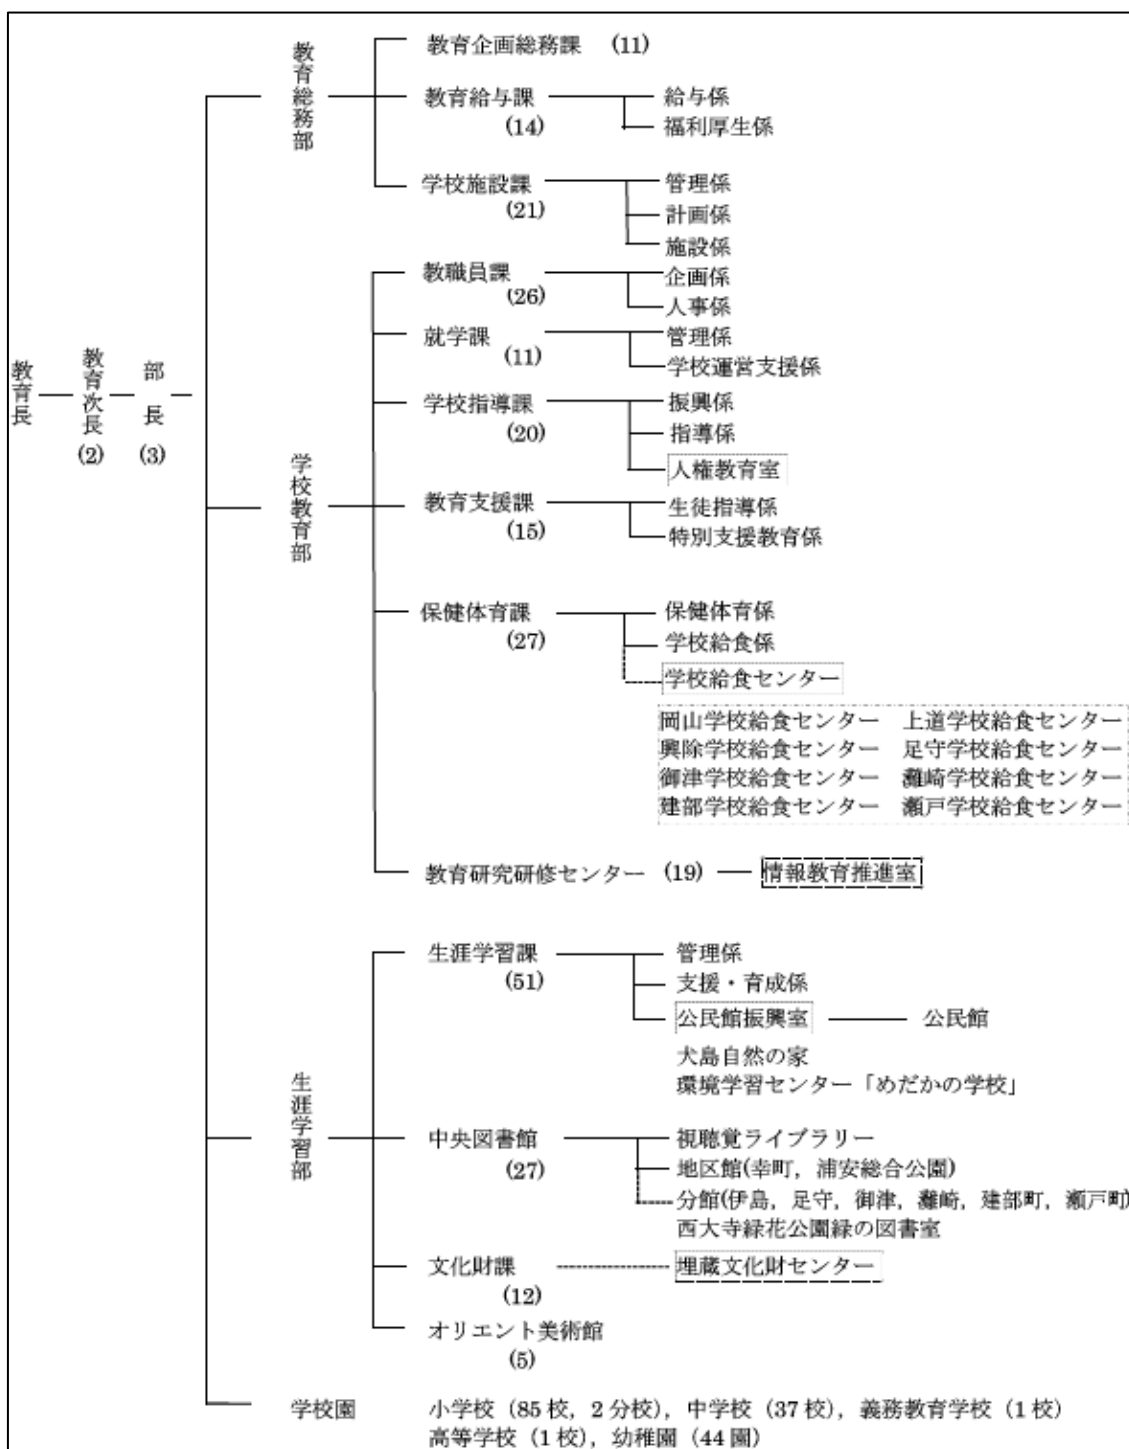 教育長
教育次長
(2)
部長
(3)
教育総務部
教育企画総務課 (11)
教育給与課
(14)
給与係
福利厚生係
学校施設課
(21)
管理係
計画係
施設係
学校教育部
教職員課
(26)
企画係
人事係
就学課
(11)
管理係
学校運営支援係
学校指導課
(20)
振興係
指導係
人権教育室
教育支援課
(15)
生徒指導係
特別支援教育係
保健体育課
(27)
保健体育係
学校給食係
学校給食センター
岡山学校給食センター 上道学校給食センター
興除学校給食センター 足守学校給食センター
御津学校給食センター 灘崎学校給食センター
建部学校給食センター 瀬戸学校給食センター
教育研究研修センター (19)
情報教育推進室
生涯学習部
生涯学習課
(51)
管理係
支援・育成係
公民館振興室
公民館
犬島自然の家
環境学習センター「めだかの学校」
中央図書館
(27)
視聴覚ライブラリー
地区館(幸町，浦安総合公園)
分館(伊島，足守，御津，灘崎，建部町，瀬戸町)
西大寺緑花公園緑の図書室
文化財課
(12)
埋蔵文化財センター
オリエント美術館
(5)
学校園
小学校（85 校，2 分校），中学校（37 校），義務教育学校（1 校）
高等学校（1 校），幼稚園（44 園）